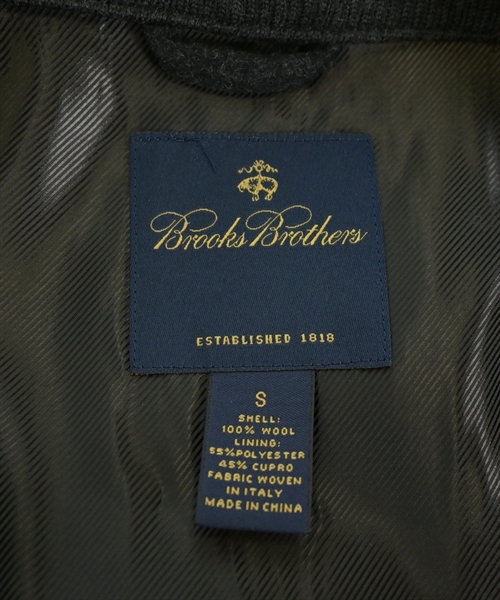 Brooks Brothers
ESTABLISHED 1818
S
SHELL:
100% WOOL
LINING:
55%POLYESTER
45% CUPRO
FABRIC WOVEN
IN ITALY
MADE IN CHINA